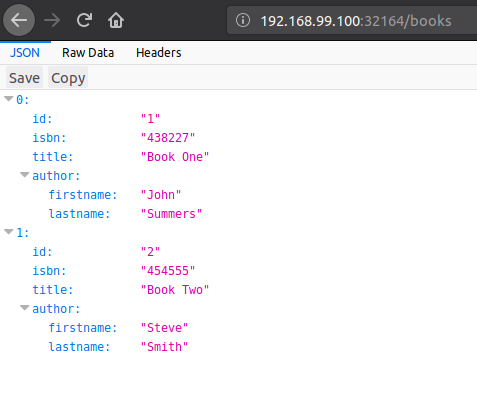 192.168.99.100:32164/books
JSON Raw Data Headers
Save Copy
0:
id: "1"
isbn: "438227"
title: "Book One"
author:
firstname: "John"
lastname: "Summers"
1:
id: "2"
isbn: "454555"
title: "Book Two"
author:
firstname: "Steve"
lastname: "Smith"